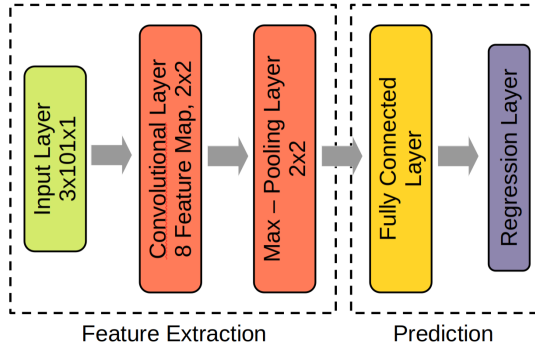 Input Layer
3x101x1
Convolutional Layer
8 Feature Map, 2x2
Max – Pooling Layer
2x2
Fully Connected
Layer
Regression Layer
Feature Extraction
Prediction